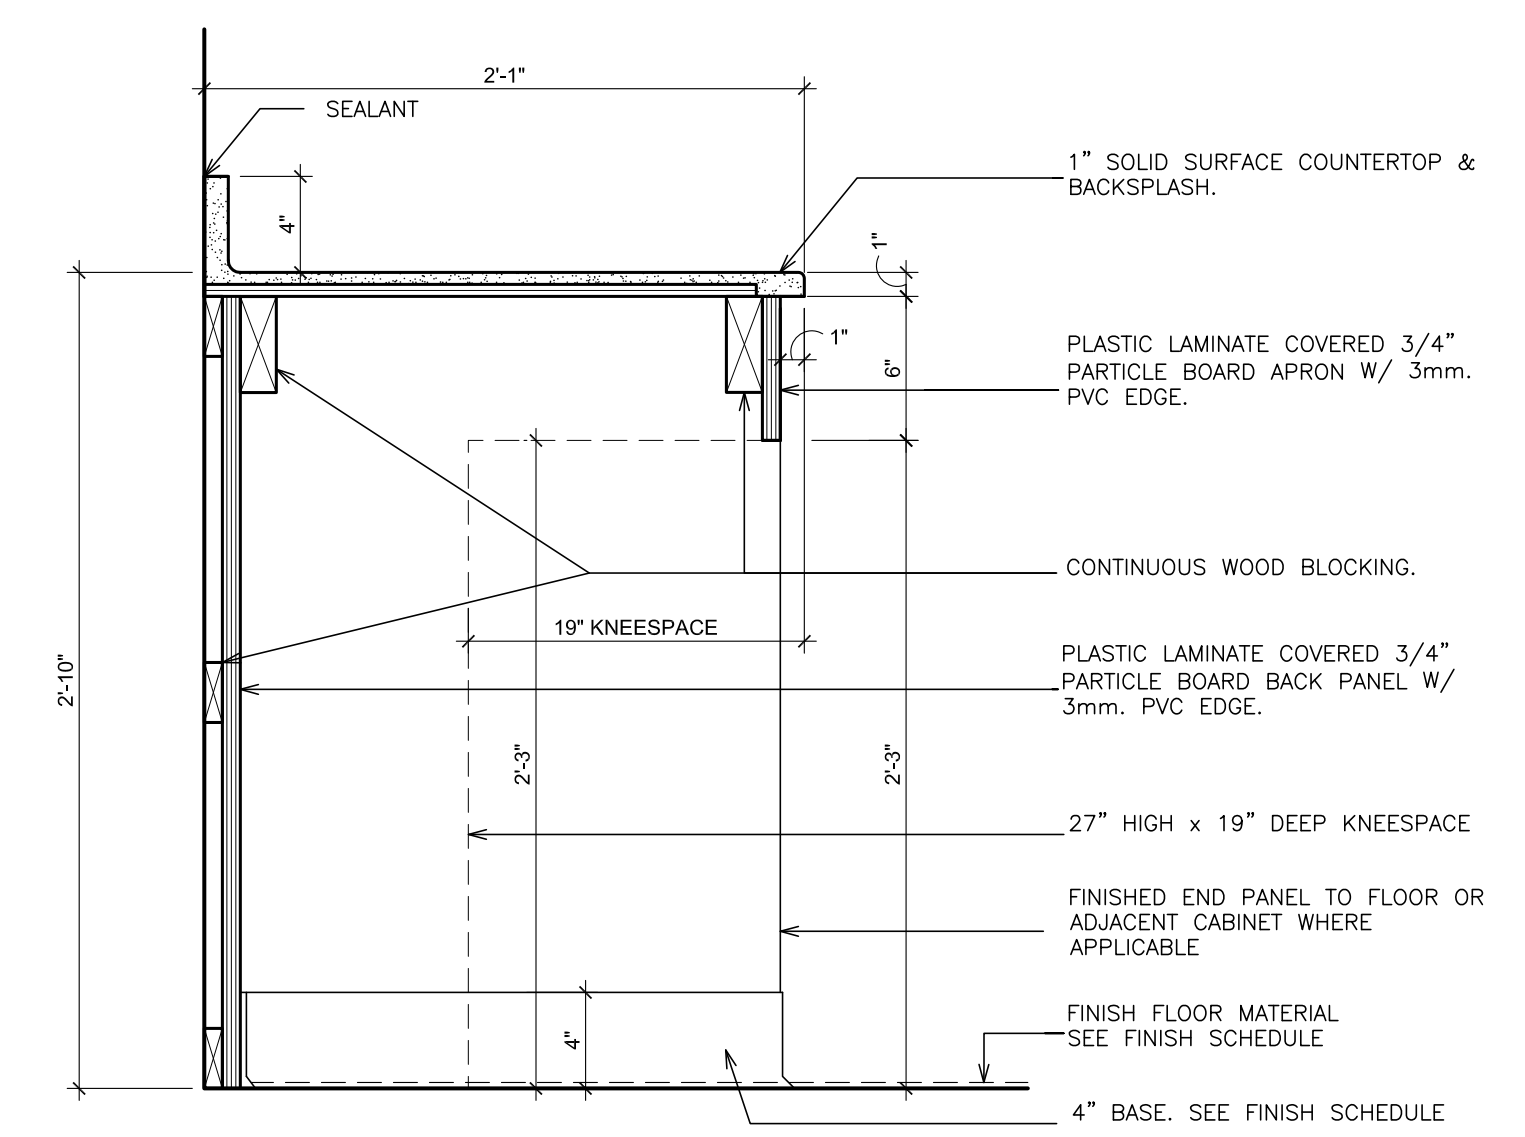 2'-1"
SEALANT
1” SOLID SURFACE COUNTERTOP &
BACKSPLASH.
4"
1"
1"
PLASTIC LAMINATE COVERED 3/4”
PARTICLE BOARD APRON W/ 3mm.
PVC EDGE.
6"
CONTINUOUS WOOD BLOCKING.
19" KNEESPACE
2'-10"
PLASTIC LAMINATE COVERED 3/4”
PARTICLE BOARD BACK PANEL W/
3mm. PVC EDGE.
2'-3"
2'-3"
27” HIGH x 19” DEEP KNEESPACE
FINISHED END PANEL TO FLOOR OR
ADJACENT CABINET WHERE
APPLICABLE
FINISH FLOOR MATERIAL
SEE FINISH SCHEDULE
4"
4” BASE. SEE FINISH SCHEDULE